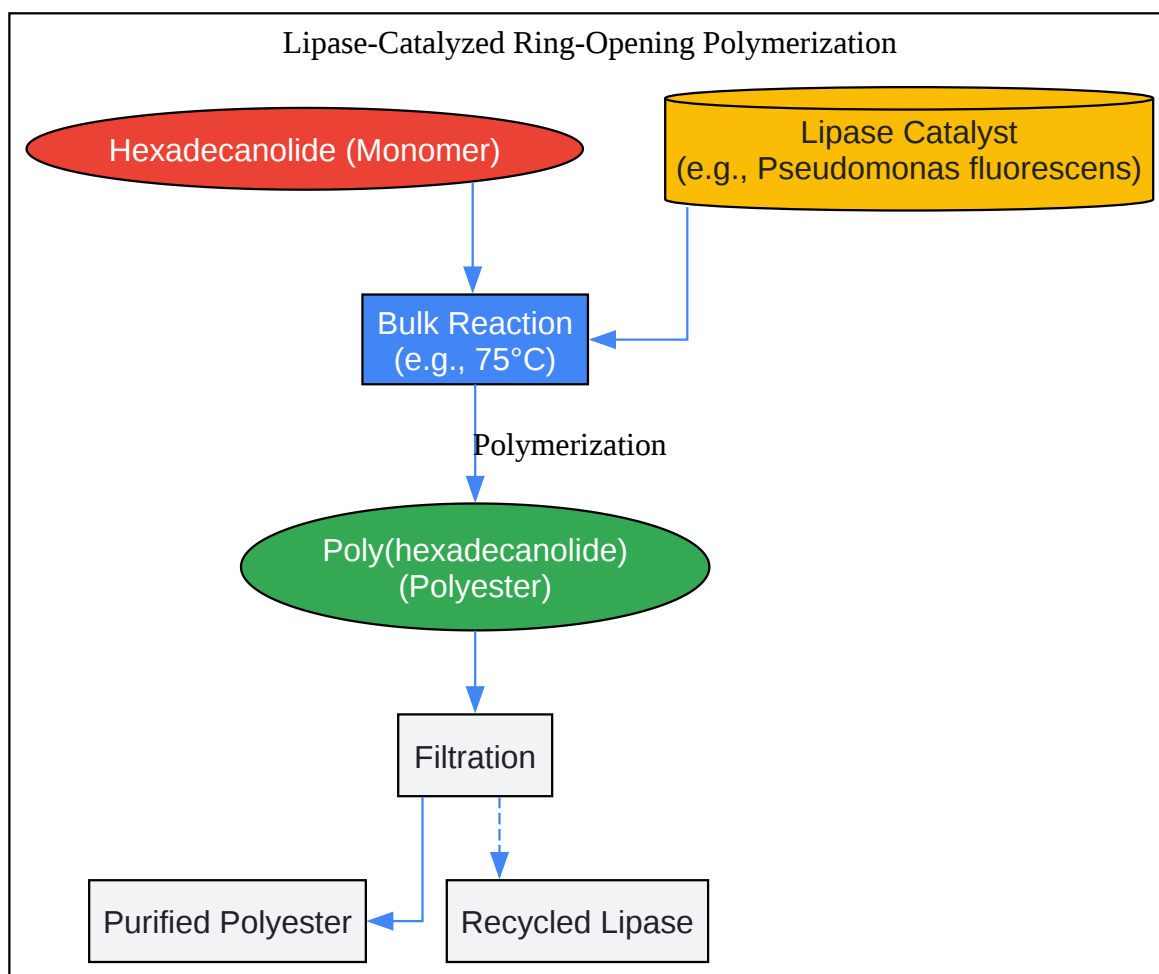 Lipase-Catalyzed Ring-Opening Polymerization
Hexadecanolide (Monomer)
Lipase Catalyst
(e.g., Pseudomonas fluorescens)
Bulk Reaction
(e.g., 75°C)
Polymerization
Poly(hexadecanolide)
(Polyester)
Filtration
Purified Polyester
Recycled Lipase